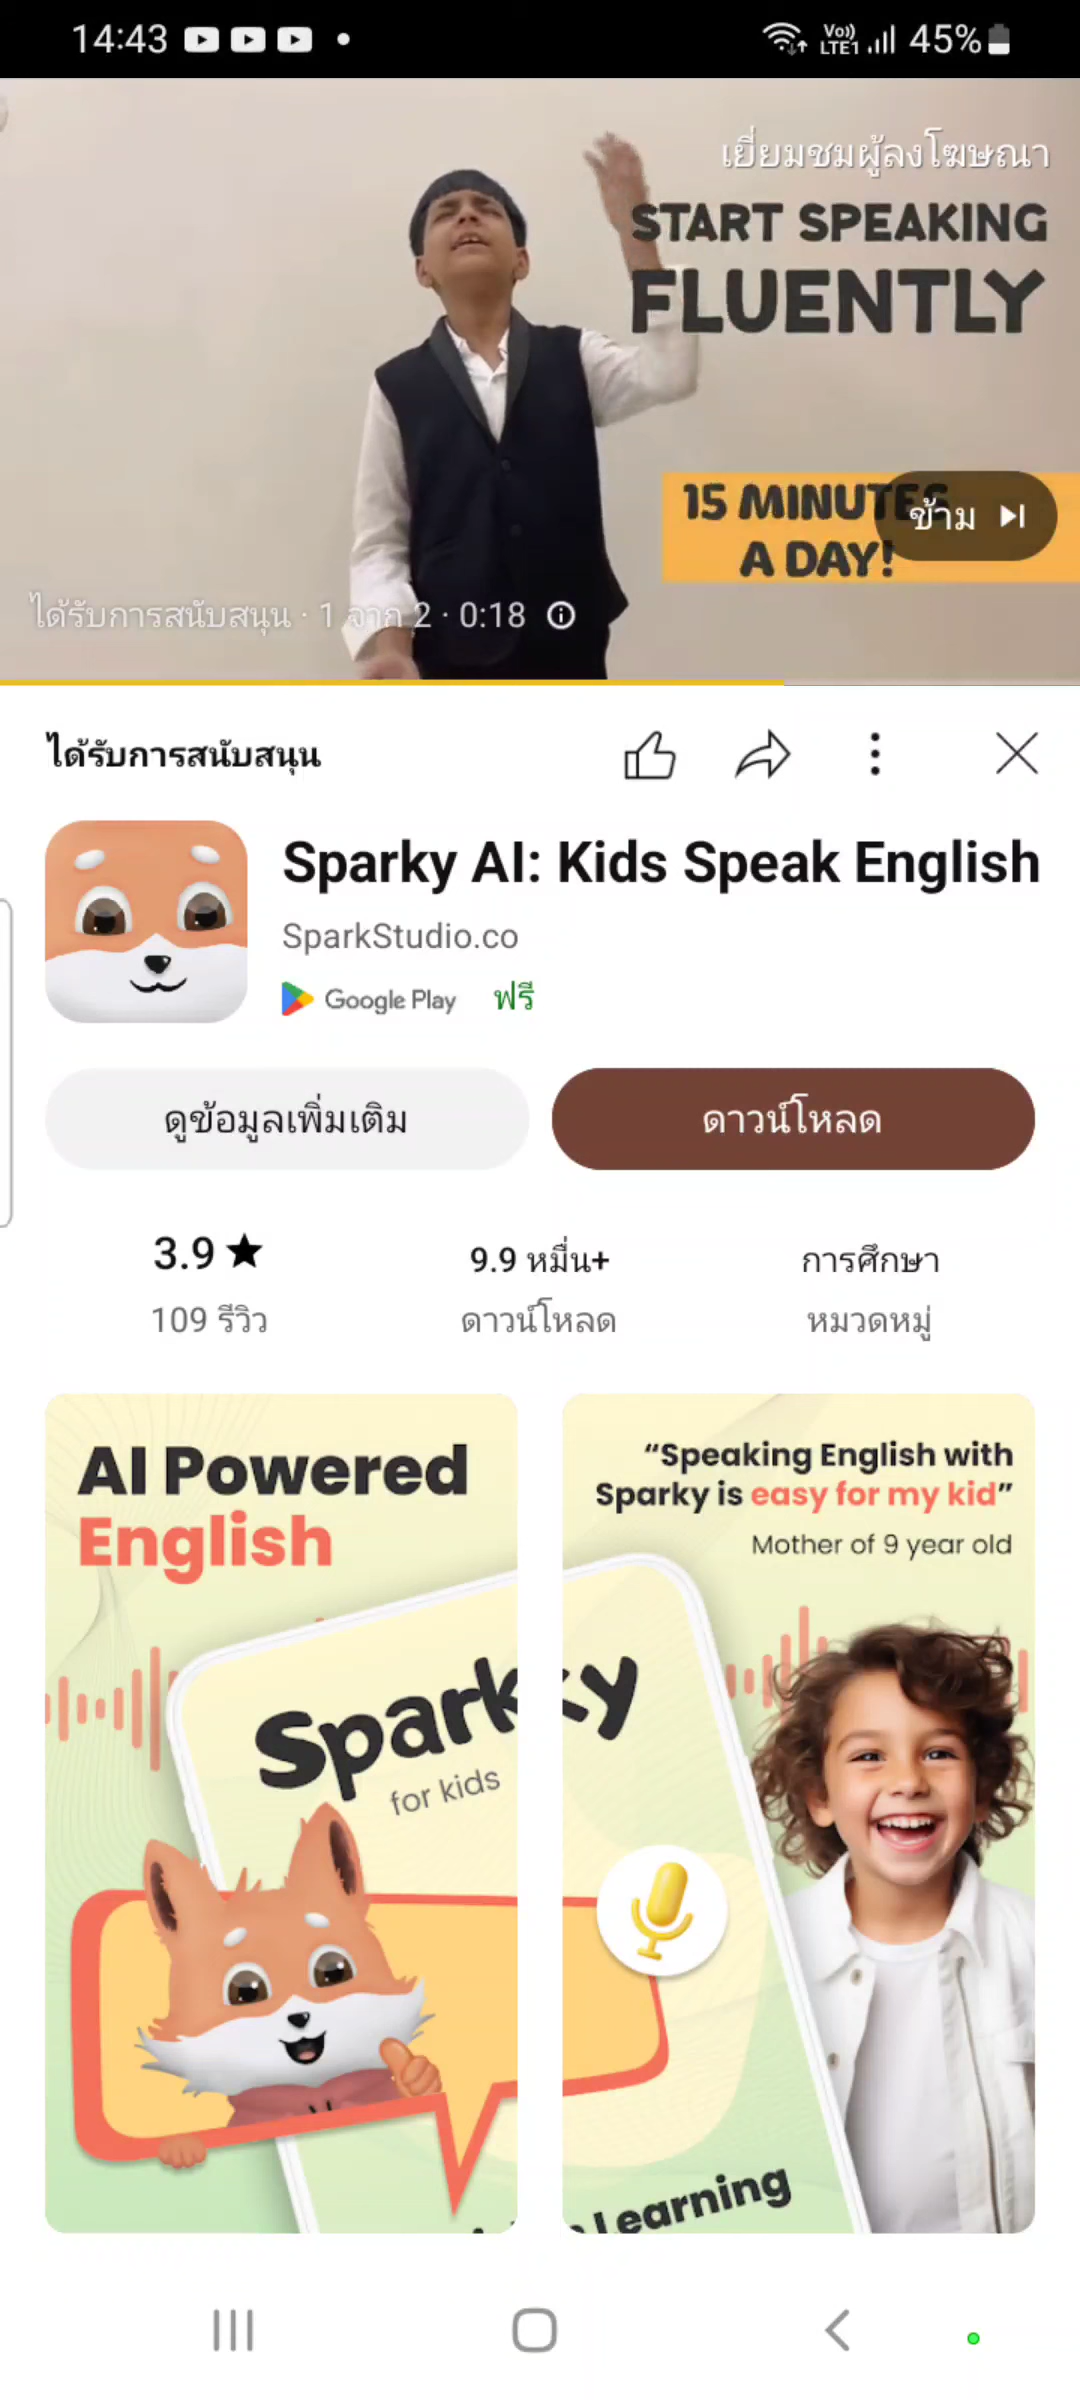 14:43
Vo))
LTE1
45%
เยี่ยมชมผู้ลงโฆษณา
START SPEAKING
FLUENTLY
15 MINUTES
A DAY!
ข้าม
ได้รับการสนับสนุน · 1 จาก 2 · 0:18
ได้รับการสนับสนุน
Sparky AI: Kids Speak English
SparkStudio.co
Google Play ฟรี
ดูข้อมูลเพิ่มเติม
ดาวน์โหลด
3.9 ★
109 รีวิว
9.9 หมื่น+
ดาวน์โหลด
การศึกษา
หมวดหมู่
AI Powered
English
Spark
for kids
“Speaking English with
Sparky is easy for my kid”
Mother of 9 year old
ky
Learning